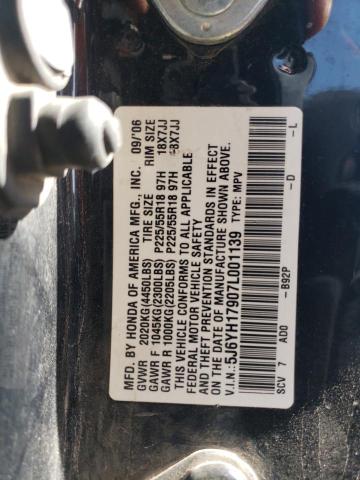 MFD. BY HONDA OF AMERICA MFG., INC. 09/06
GVWR 2020KG(4450LBS) TIRE SIZE RIM SIZE
GAWR F 1045KG(2300LBS) P225/55R18 97H 18X7JJ
GAWR R 1000KG(2205LBS) P225/55R18 97H 18X7JJ
THIS VEHICLE CONFORMS TO ALL APPLICABLE
FEDERAL MOTOR VEHICLE SAFETY
AND THEFT PREVENTION STANDARDS IN EFFECT
ON THE DATE OF MANUFACTURE SHOWN ABOVE.
V.I.N.: 5J6YH17907L001139 TYPE: MPV
SCV 7 AD0 -B92P -D -L